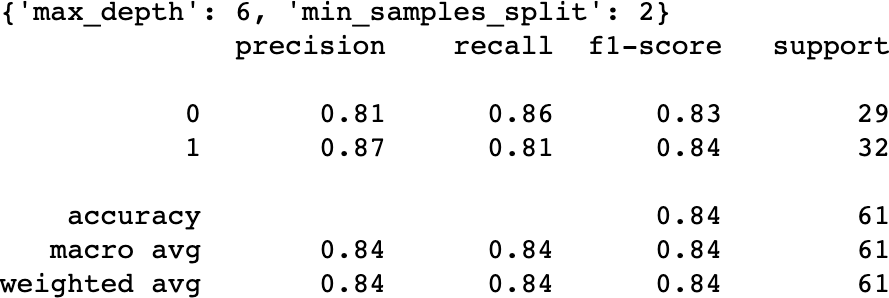 {'max_depth': 6, 'min_samples_split': 2}
precision recall f1-score support
0 0.81 0.86 0.83 29
1 0.87 0.81 0.84 32
accuracy 0.84 61
macro avg 0.84 0.84 0.84 61
weighted avg 0.84 0.84 0.84 61